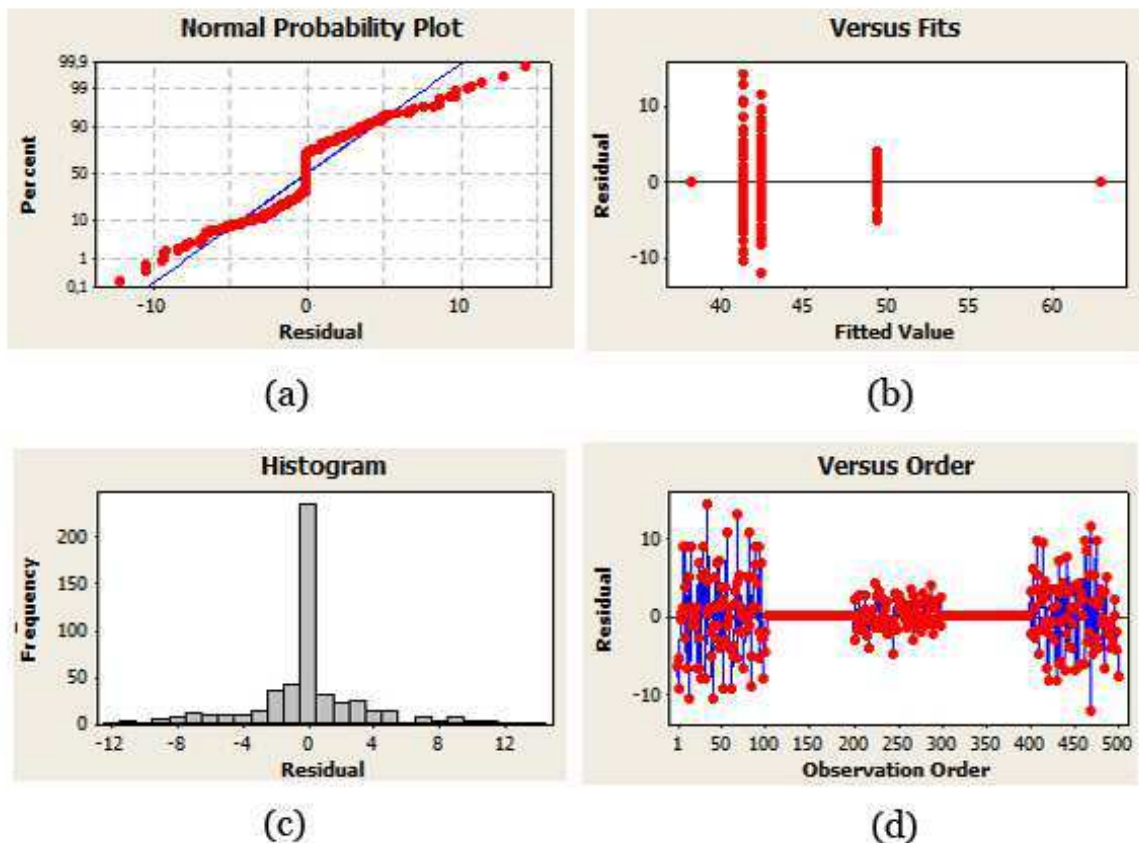 Normal Probability Plot
99,9
99
90
50
10
1
0,1
Percent
-10 0 10
Residual
(a)
Versus Fits
10
0
-10
Residual
40 45 50 55 60
Fitted Value
(b)
Histogram
200
150
100
50
0
Frequency
-12 -8 -4 0 4 8 12
Residual
(c)
Versus Order
10
0
-10
Residual
1 50 100 150 200 250 300 350 400 450 500
Observation Order
(d)